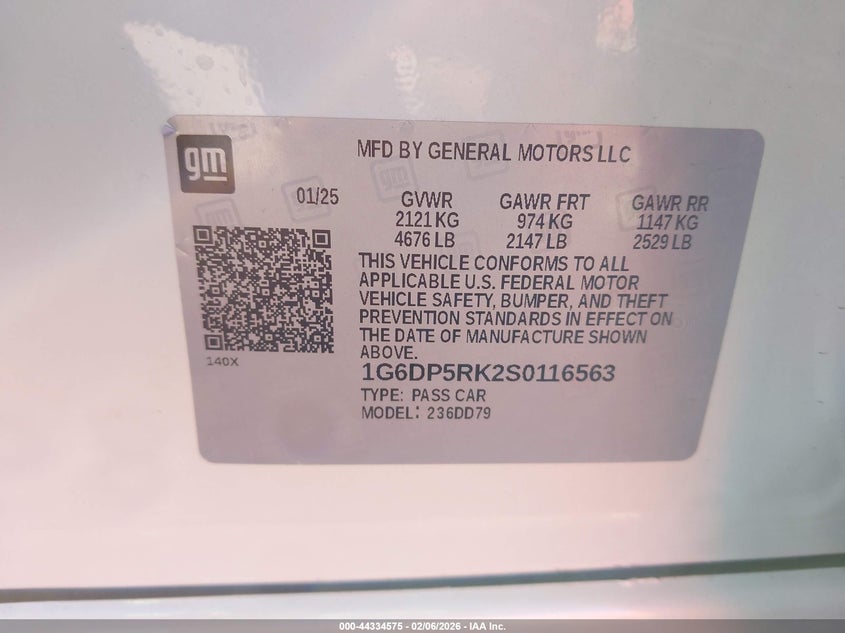 gm
MFD BY GENERAL MOTORS LLC
01/25
GVWR GAWR FRT GAWR RR
2121 KG 974 KG 1147 KG
4676 LB 2147 LB 2529 LB
THIS VEHICLE CONFORMS TO ALL
APPLICABLE U.S. FEDERAL MOTOR
VEHICLE SAFETY, BUMPER, AND THEFT
PREVENTION STANDARDS IN EFFECT ON
THE DATE OF MANUFACTURE SHOWN
ABOVE.
140X
1G6DP5RK2S0116563
TYPE: PASS CAR
MODEL: 236DD79
000-44334575 - 02/06/2026 - IAA Inc.